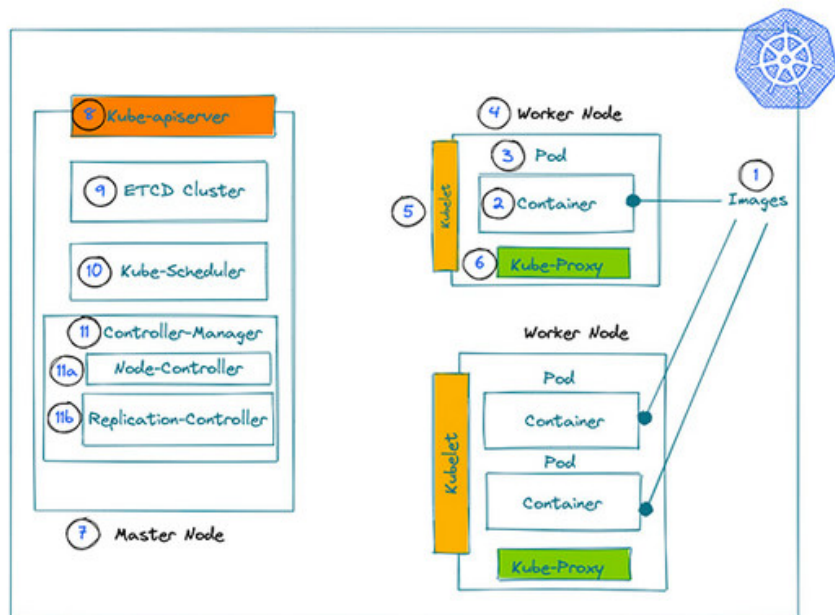 8 Kube-apiserver
9 ETCD Cluster
10 Kube-Scheduler
11 Controller-Manager
11a Node-Controller
11b Replication-Controller
7 Master Node
4 Worker Node
3 Pod
5 Kubelet
2 Container
6 Kube-Proxy
1
Images
Worker Node
Kubelet
Pod
Container
Pod
Container
Kube-Proxy